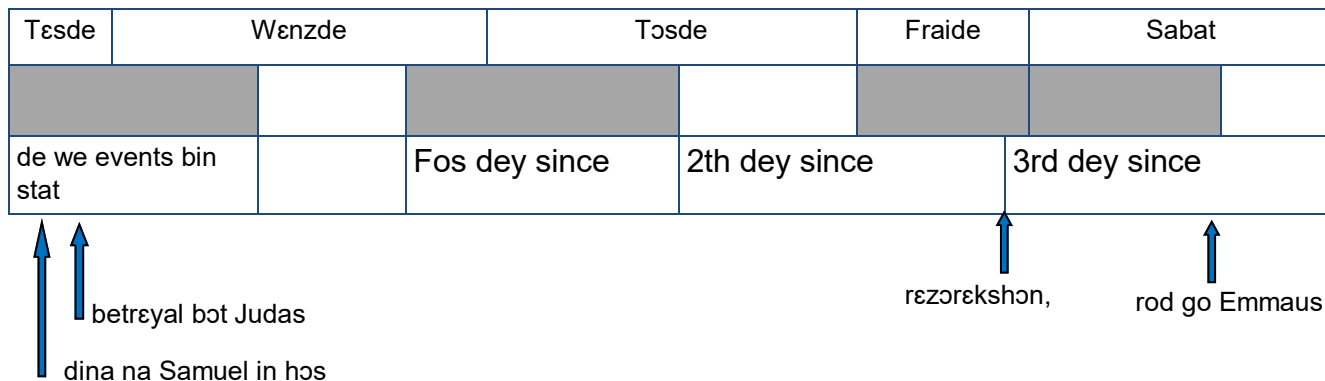 Tɛsde Wɛnzde Tɔsde Fraide Sabat
de we events bin stat Fos dey since 2th dey since 3rd dey since
rɛzɔrɛkshɔn, rod go Emmaus
betrɛyal bɔt Judas
dina na Samuel in hɔs